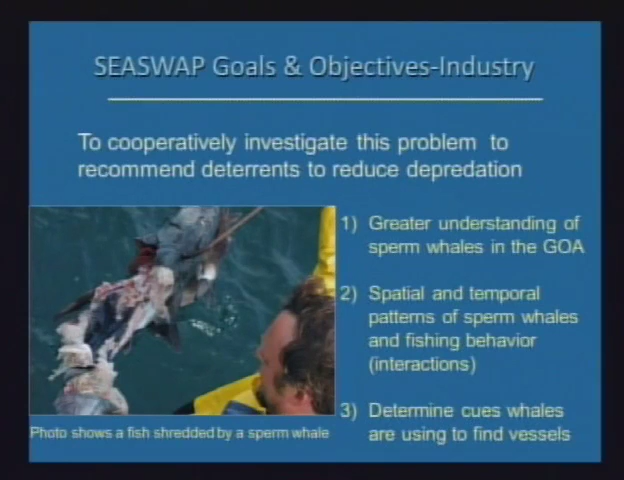 SEASWAP Goals & Objectives-Industry
To cooperatively investigate this problem to
recommend deterrents to reduce depredation
1) Greater understanding of
sperm whales in the GOA
2) Spatial and temporal
patterns of sperm whales
and fishing behavior
(interactions)
3) Determine cues whales
are using to find vessels
Photo shows a fish shredded by a sperm whale